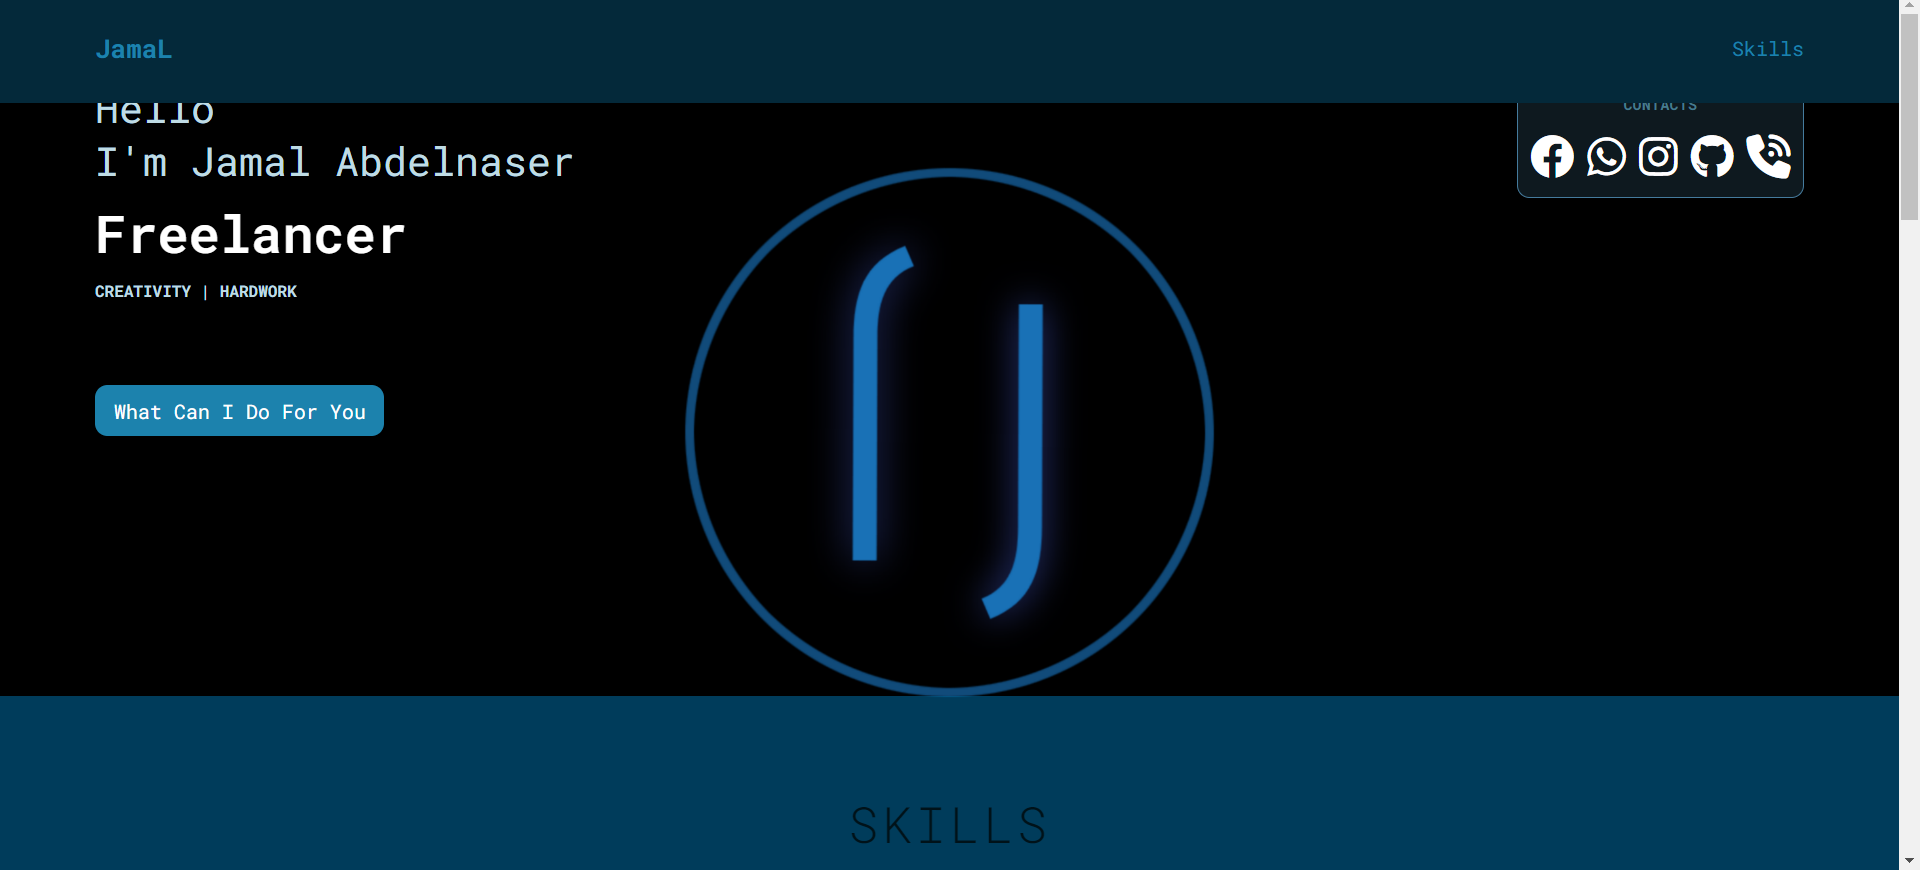 JamaL
Skills
Hello
I'm Jamal Abdelnaser
Freelancer
CREATIVITY | HARDWORK
What Can I Do For You
CONTACTS
SKILLS